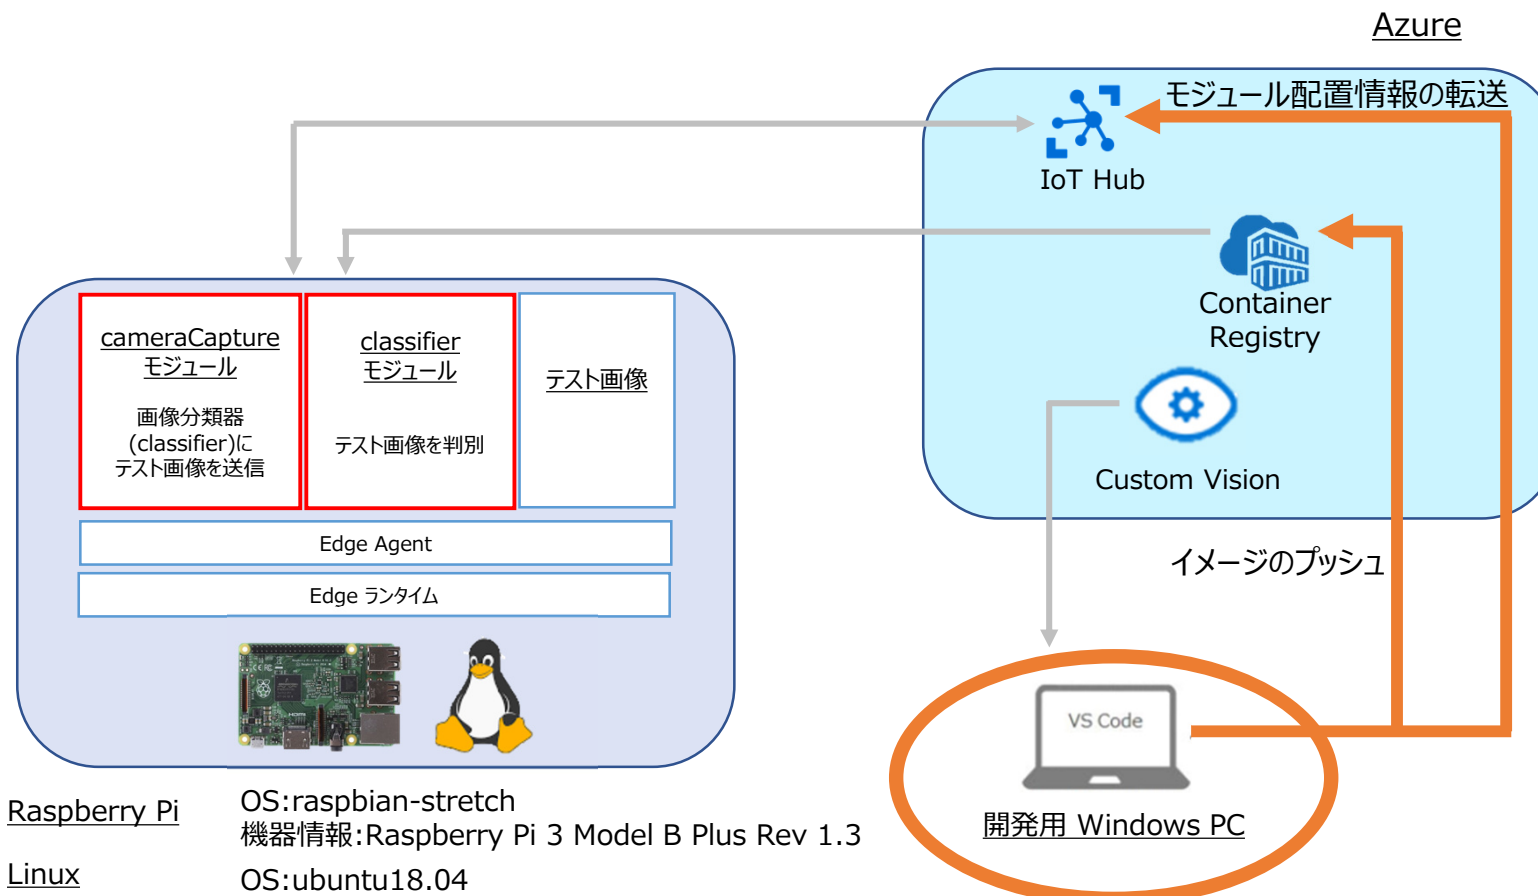 Azure
モジュール配置情報の転送
IoT Hub
Container
Registry
Custom Vision
cameraCapture
モジュール
画像分類器
(classifier)に
テスト画像を送信
classifier
モジュール
テスト画像を判別
テスト画像
Edge Agent
Edge ランタイム
イメージのプッシュ
VS Code
開発用 Windows PC
Raspberry Pi
OS:raspbian-stretch
機器情報:Raspberry Pi 3 Model B Plus Rev 1.3
Linux
OS:ubuntu18.04